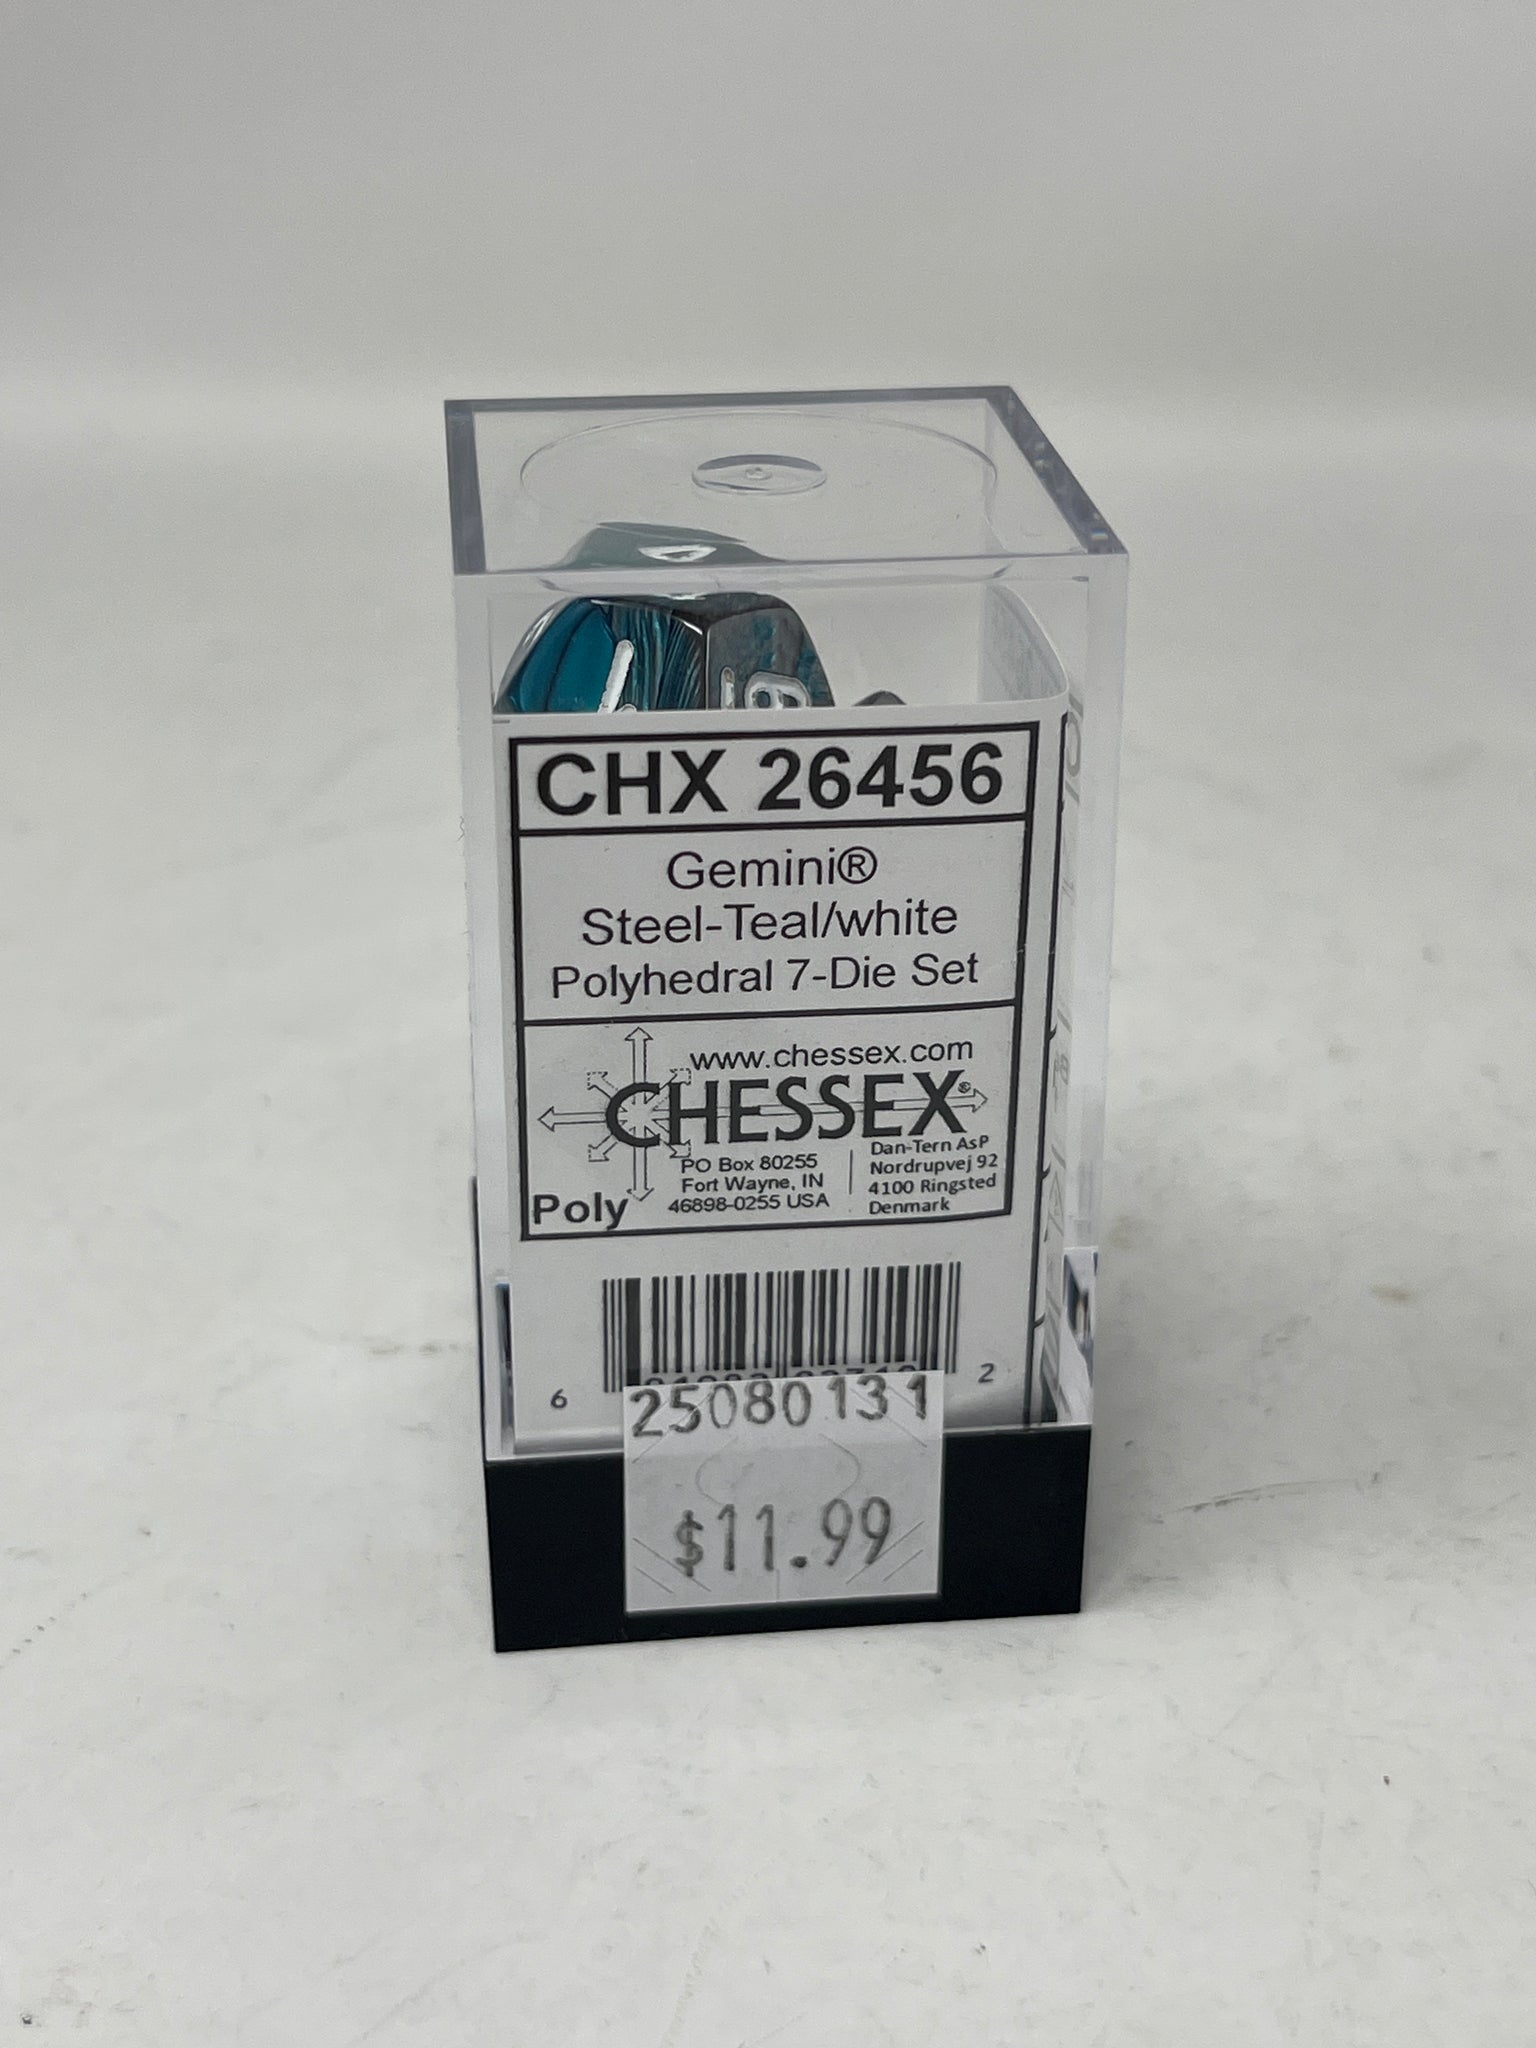 CHX 26456
Gemini®
Steel-Teal/white
Polyhedral 7-Die Set
www.chessex.com
CHESSEX®
PO Box 80255
Fort Wayne, IN
46898-0255 USA
Dan-Tern AsP
Nordrupvej 92
4100 Ringsted
Denmark
Poly
6
2
25080131
$11.99